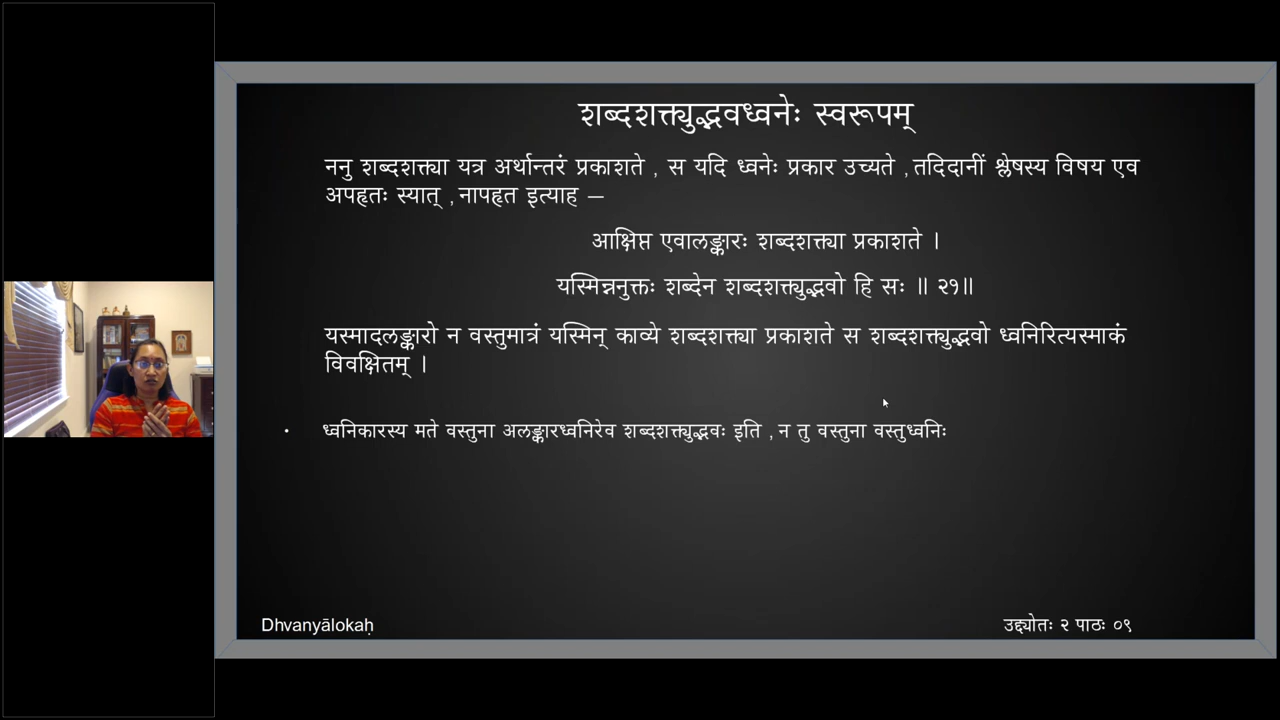 शब्दशक्त्युद्भवध्वनेः स्वरूपम्
ननु शब्दशक्त्या यत्र अर्थान्तरं प्रकाशते , स यदि ध्वनेः प्रकार उच्यते ,तदिदानीं श्लेषस्य विषय एव
अपहृतः स्यात् ,नापहृत इत्याह –
आक्षिप्त एवालङ्कारः शब्दशक्त्या प्रकाशते ।
यस्मिन्ननुक्तः शब्देन शब्दशक्त्युद्भवो हि सः ॥ २१॥
यस्मादलङ्कारो न वस्तुमात्रं यस्मिन् काव्ये शब्दशक्त्या प्रकाशते स शब्दशक्त्युद्भवो ध्वनिरित्यस्माकं
विवक्षितम् ।
• ध्वनिकारस्य मते वस्तुना अलङ्कारध्वनिरेव शब्दशक्त्युद्भवः इति ,न तु वस्तुना वस्तुध्वनिः
Dhvanyālokaḥ
उद्द्योतः २ पाठः ०९